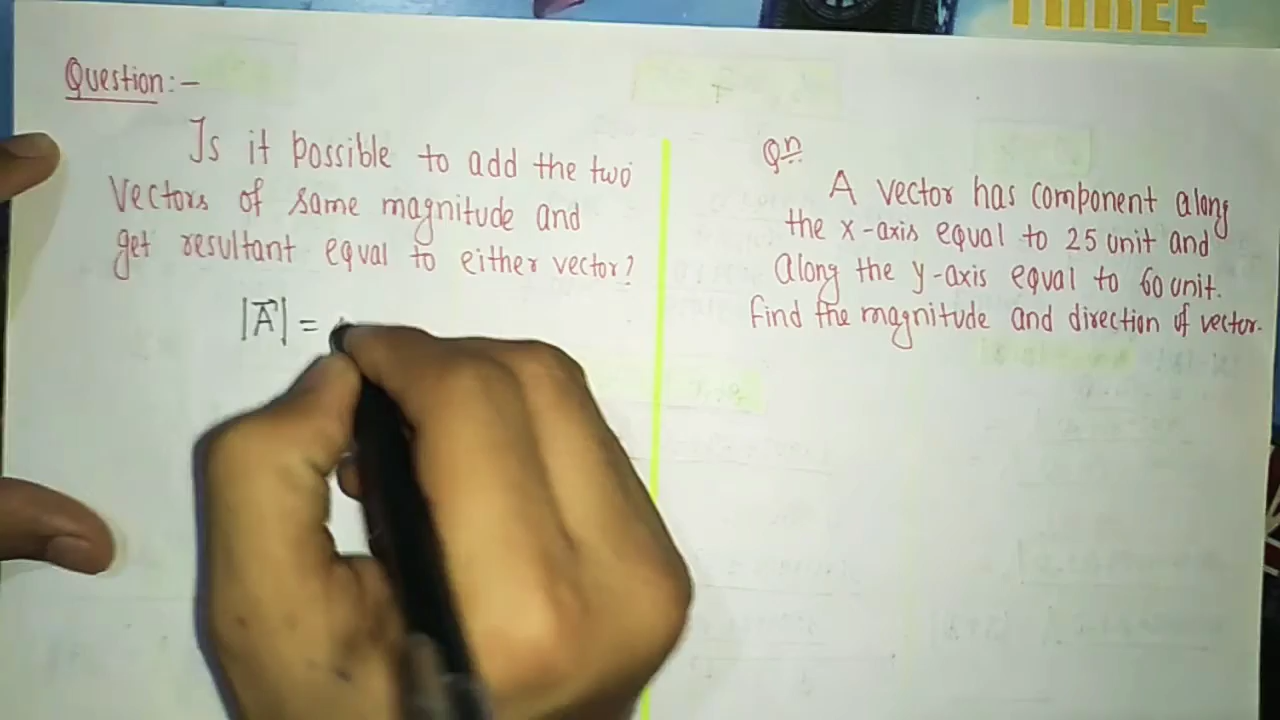 THREE
Question:-
Is it possible to add the two
vectors of same magnitude and
get resultant equal to either vector?
|A⃗| =
Qn
A vector has component along
the x-axis equal to 25 unit and
along the y-axis equal to 60 unit.
Find the magnitude and direction of vector.